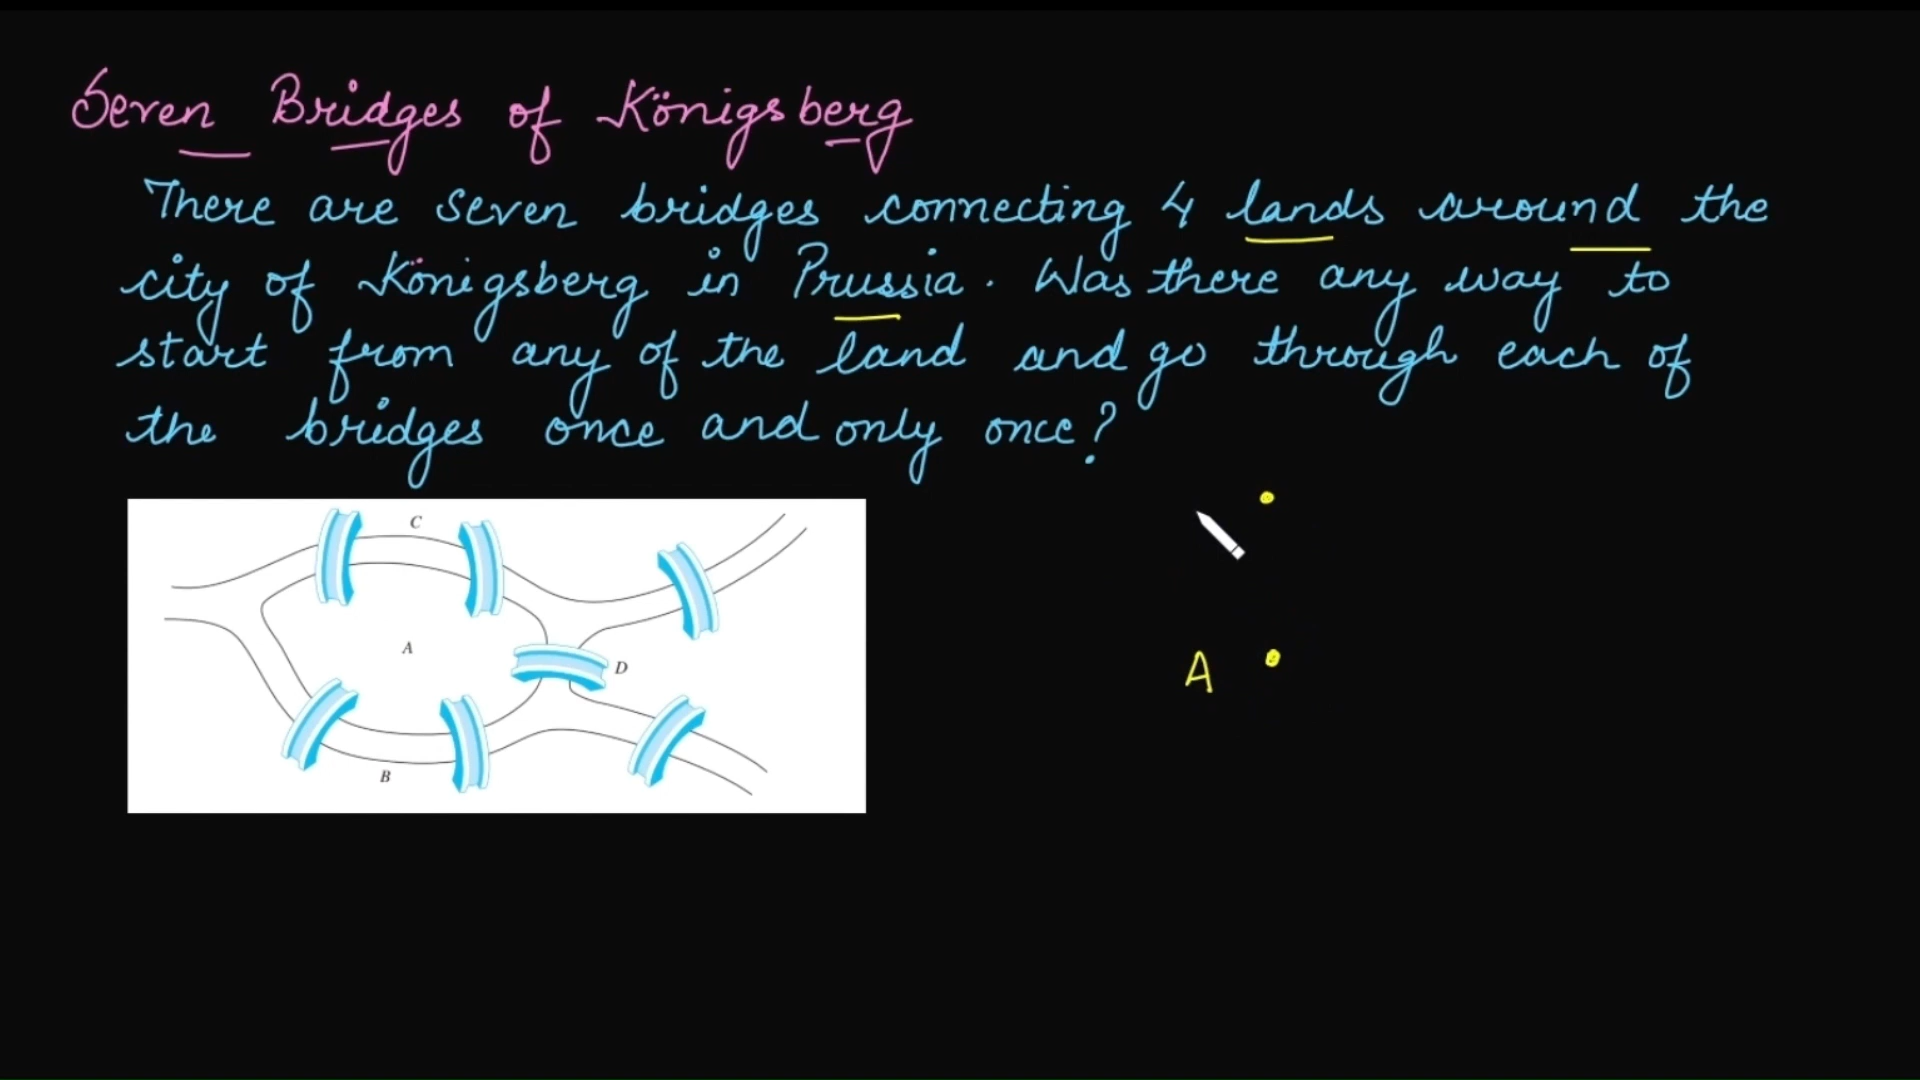 Seven Bridges of Königsberg
There are seven bridges connecting 4 lands around the
city of Königsberg in Prussia. Was there any way to
start from any of the land and go through each of
the bridges once and only once?
C
A
D
B
A